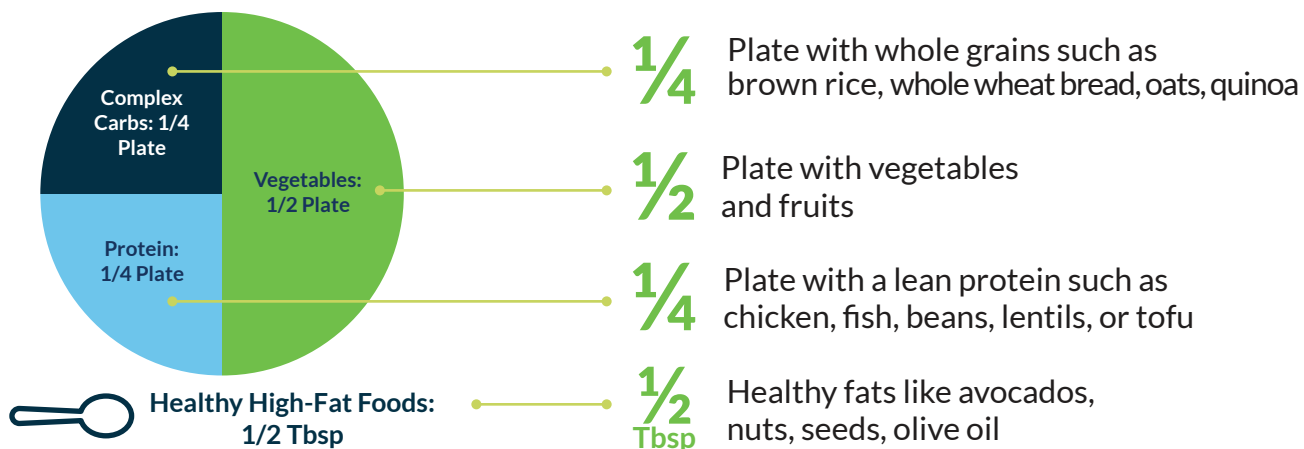 Complex
Carbs: 1/4
Plate
Vegetables:
1/2 Plate
Protein:
1/4 Plate
Healthy High-Fat Foods:
1/2 Tbsp
1/4
Plate with whole grains such as
brown rice, whole wheat bread, oats, quinoa
1/2
Plate with vegetables
and fruits
1/4
Plate with a lean protein such as
chicken, fish, beans, lentils, or tofu
1/2
Tbsp
Healthy fats like avocados,
nuts, seeds, olive oil